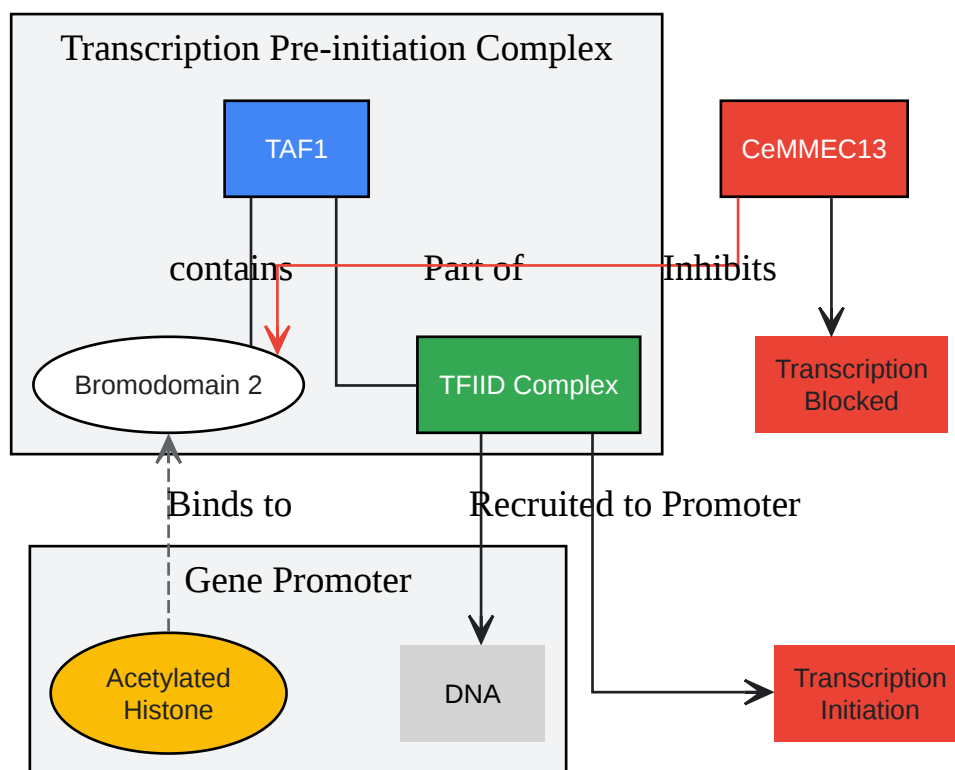 Transcription Pre-initiation Complex
TAF1
CeMMEC13
contains
Part of
Inhibits
Bromodomain 2
TFIID Complex
Transcription
Blocked
Binds to
Recruited to Promoter
Gene Promoter
Acetylated
Histone
DNA
Transcription
Initiation